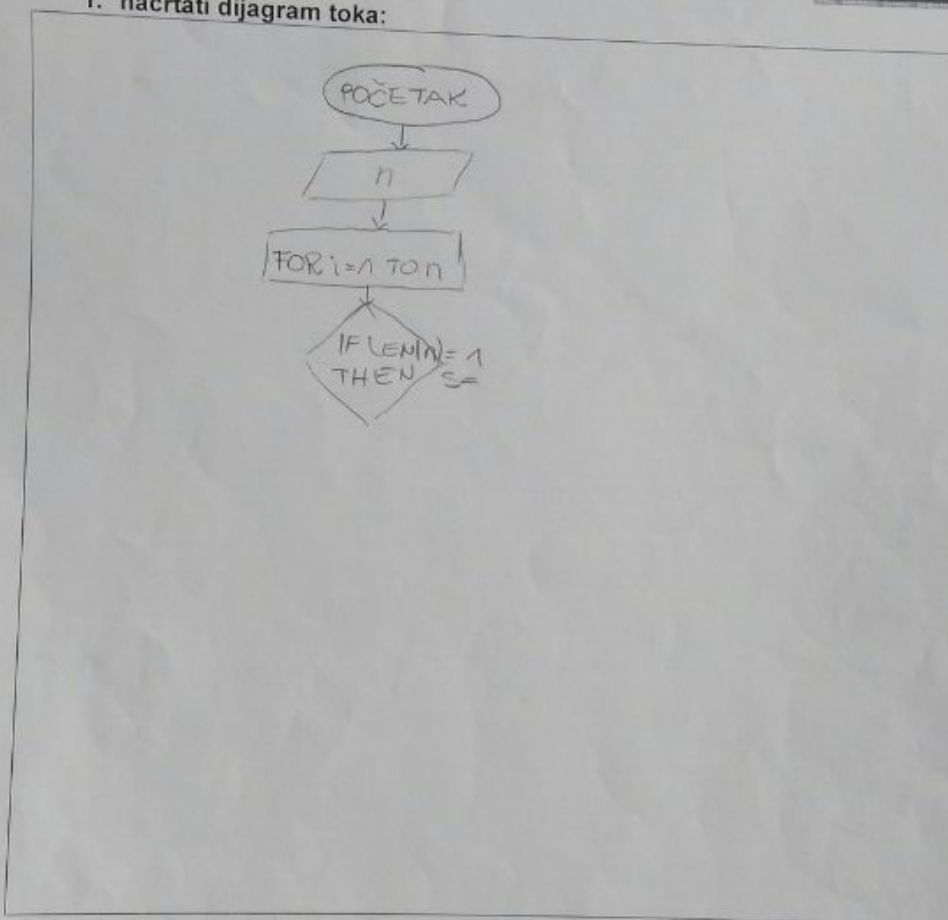 1. nacrtati dijagram toka:
POČETAK
n
FOR i=1 TO n
IF LEN(n)=1
THEN S=